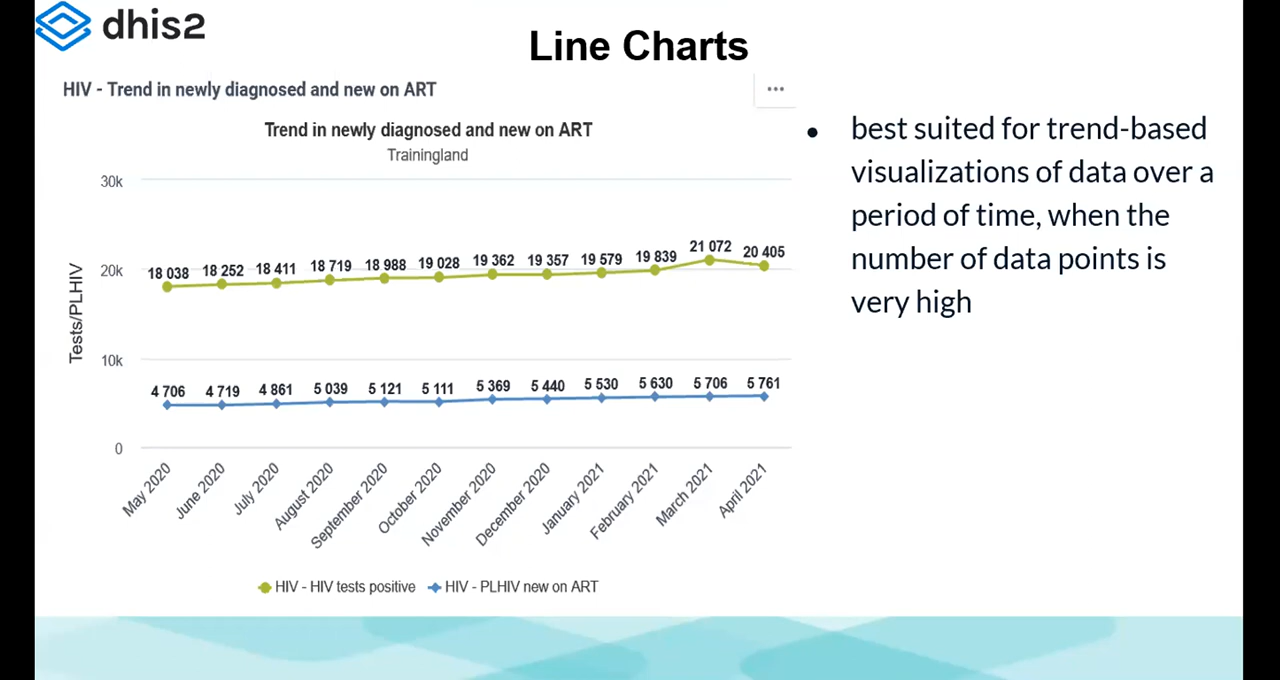 dhis2
Line Charts
HIV - Trend in newly diagnosed and new on ART
...
Trend in newly diagnosed and new on ART
Trainingland
Tests/PLHIV
30k
20k
10k
0
18 038 18 252 18 411 18 719 18 988 19 028 19 362 19 357 19 579 19 839 21 072 20 405
4 706 4 719 4 861 5 039 5 121 5 111 5 369 5 440 5 530 5 630 5 706 5 761
May 2020 June 2020 July 2020 August 2020 September 2020 October 2020 November 2020 December 2020 January 2021 February 2021 March 2021 April 2021
HIV - HIV tests positive HIV - PLHIV new on ART
• best suited for trend-based
visualizations of data over a
period of time, when the
number of data points is
very high